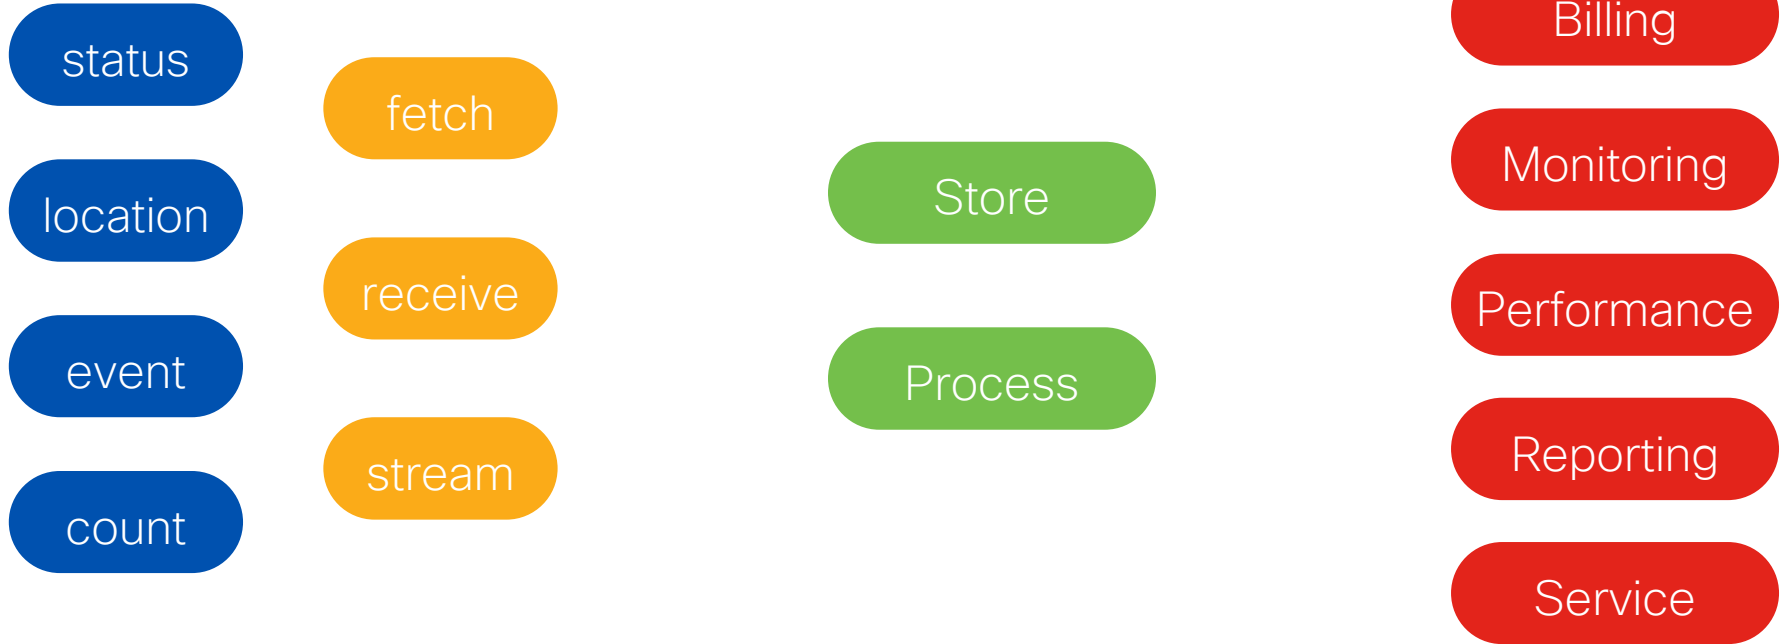 status
location
event
count
fetch
receive
stream
Store
Process
Billing
Monitoring
Performance
Reporting
Service